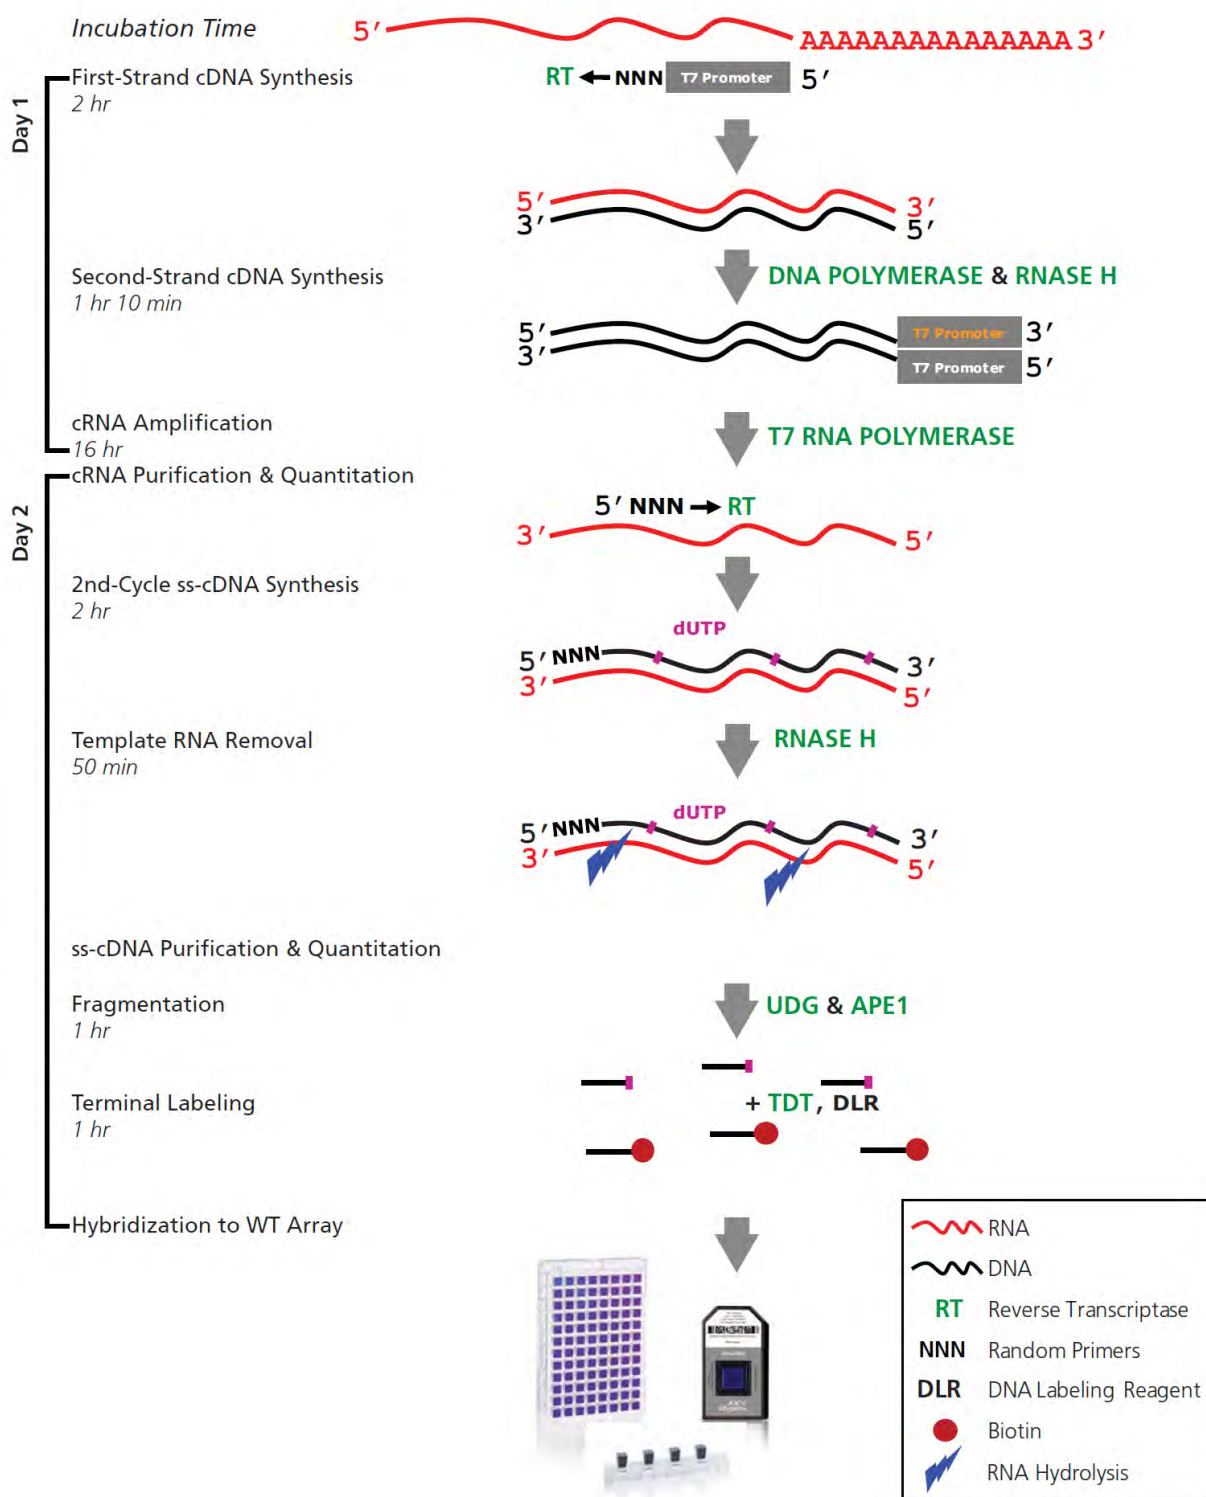 Incubation Time
5′
AAAAAAAAAAAAAAA 3′
Day 1
First-Strand cDNA Synthesis
2 hr
RT NNN T7 Promoter 5′
5′ 3′
3′ 5′
Second-Strand cDNA Synthesis
1 hr 10 min
DNA POLYMERASE & RNASE H
5′ T7 Promoter 3′
3′ T7 Promoter 5′
cRNA Amplification
16 hr
T7 RNA POLYMERASE
Day 2
cRNA Purification & Quantitation
5′ NNN RT
3′ 5′
2nd-Cycle ss-cDNA Synthesis
2 hr
dUTP
5′ NNN 3′
3′ 5′
Template RNA Removal
50 min
RNASE H
dUTP
5′ NNN 3′
3′ 5′
ss-cDNA Purification & Quantitation
Fragmentation
1 hr
UDG & APE1
Terminal Labeling
1 hr
+ TDT, DLR
Hybridization to WT Array
RNA
DNA
RT Reverse Transcriptase
NNN Random Primers
DLR DNA Labeling Reagent
Biotin
RNA Hydrolysis